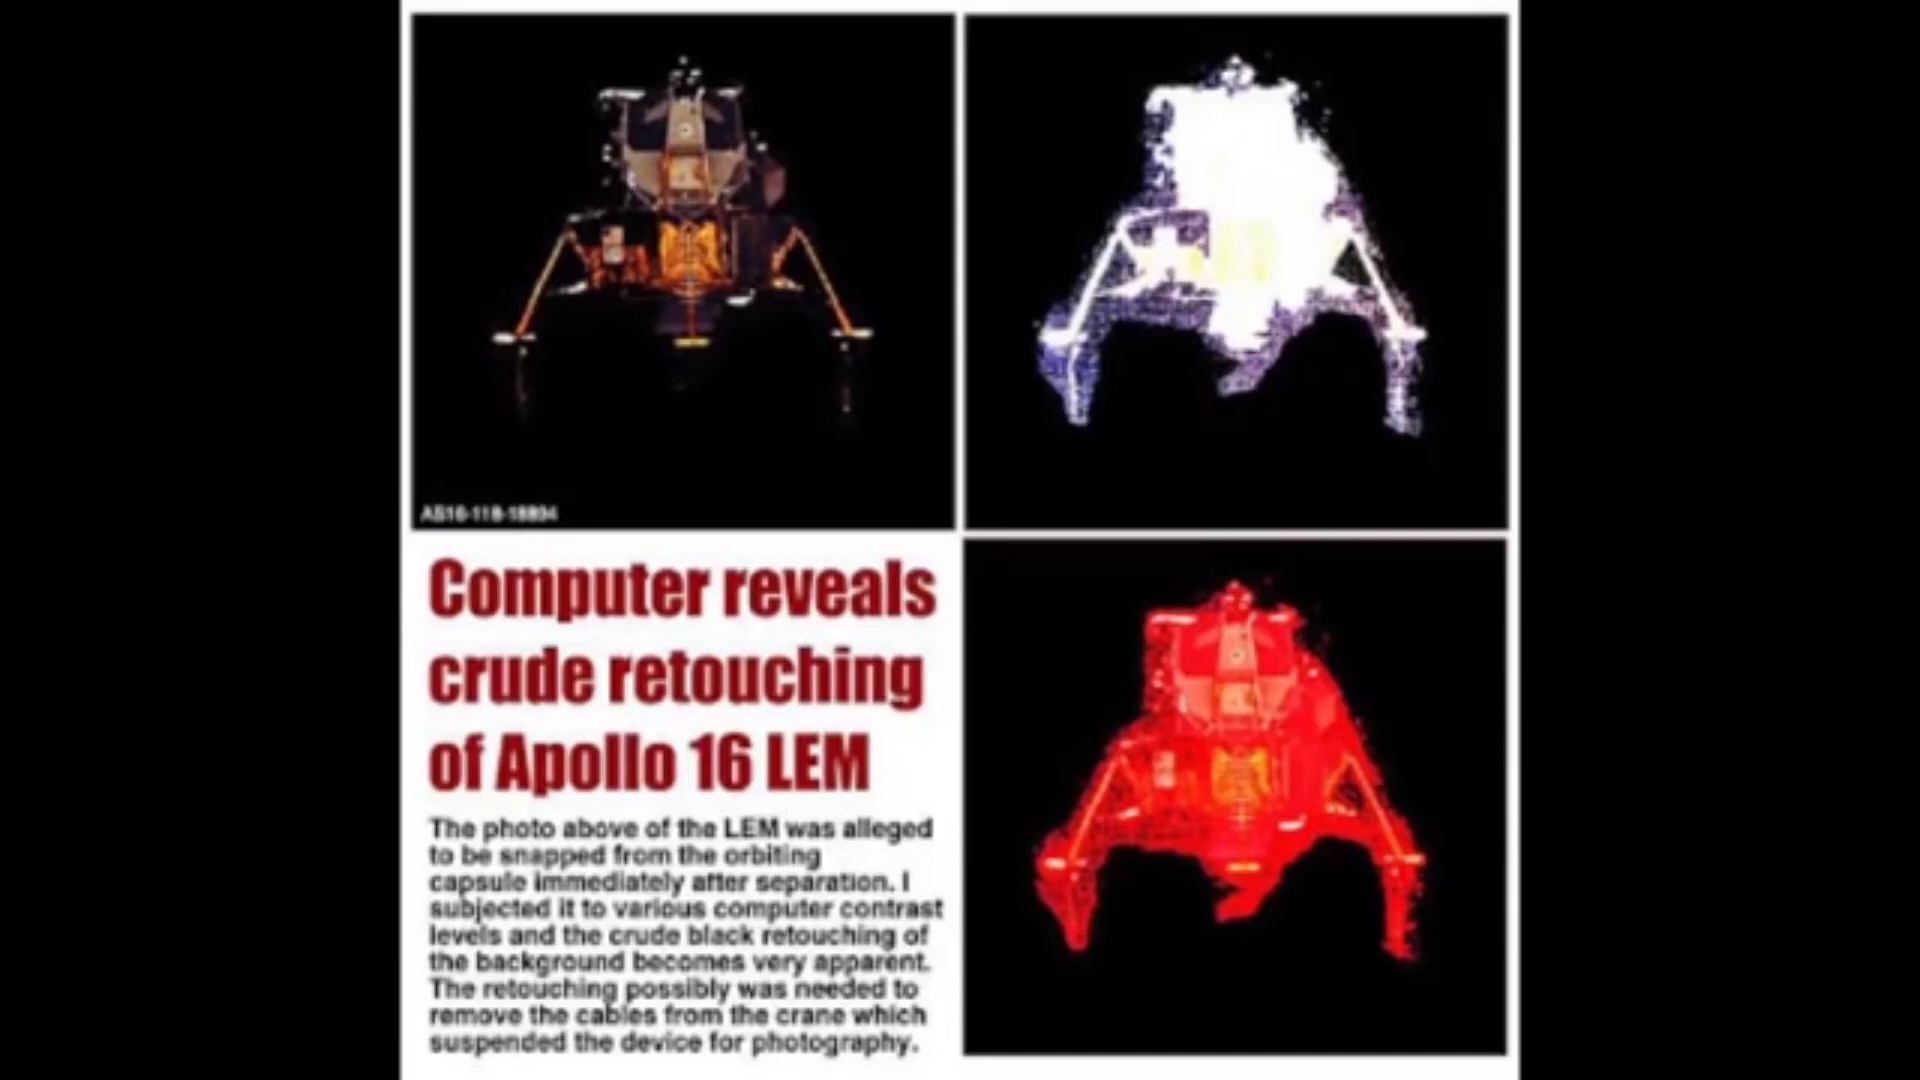 AS16-118-18894
Computer reveals
crude retouching
of Apollo 16 LEM
The photo above of the LEM was alleged
to be snapped from the orbiting
capsule immediately after separation. I
subjected it to various computer contrast
levels and the crude black retouching of
the background becomes very apparent.
The retouching possibly was needed to
remove the cables from the crane which
suspended the device for photography.